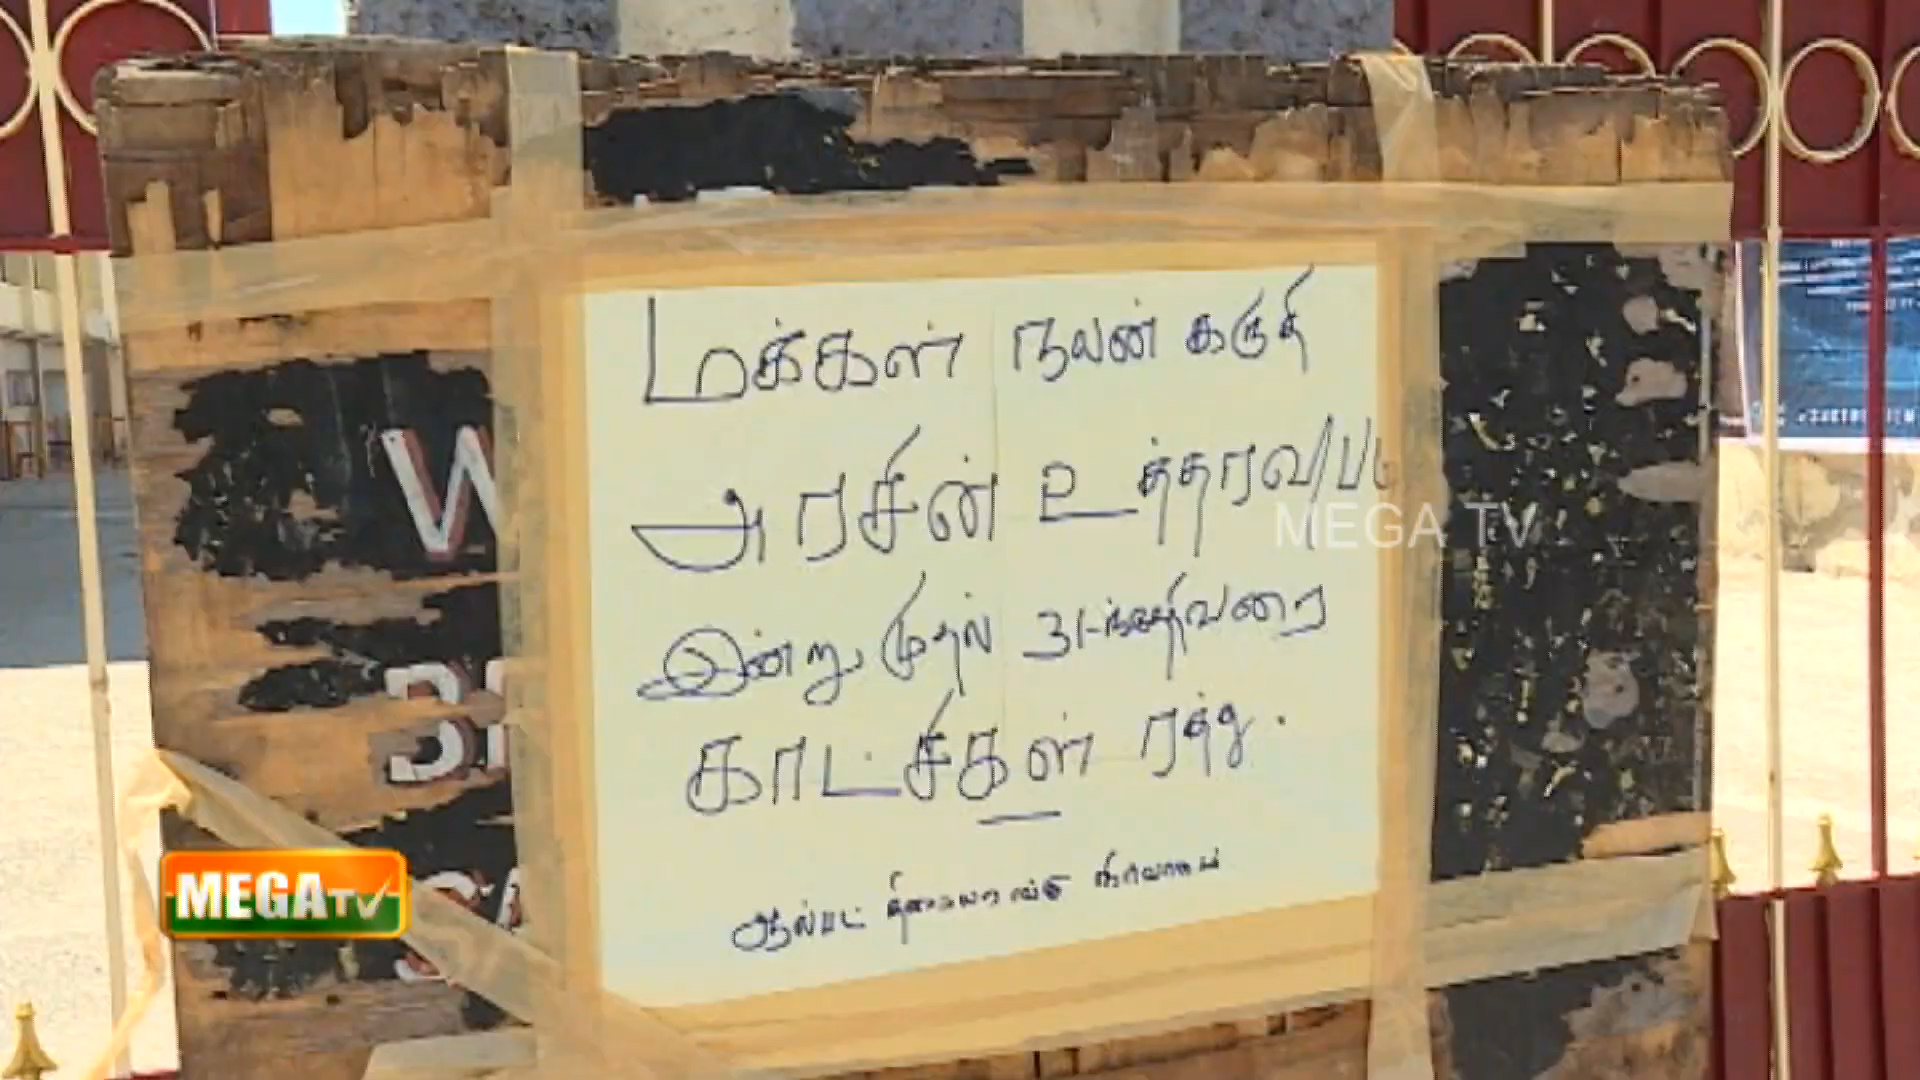 மக்கள் நலன் கருதி
அரசின் உத்தரவுப்படி
இன்று முதல் 31-ந்தேதிவரை
காட்சிகள் ரத்து.
ஆல்பட் திரையரங்கு நிர்வாகம்
MEGA TV
MEGA TV
W